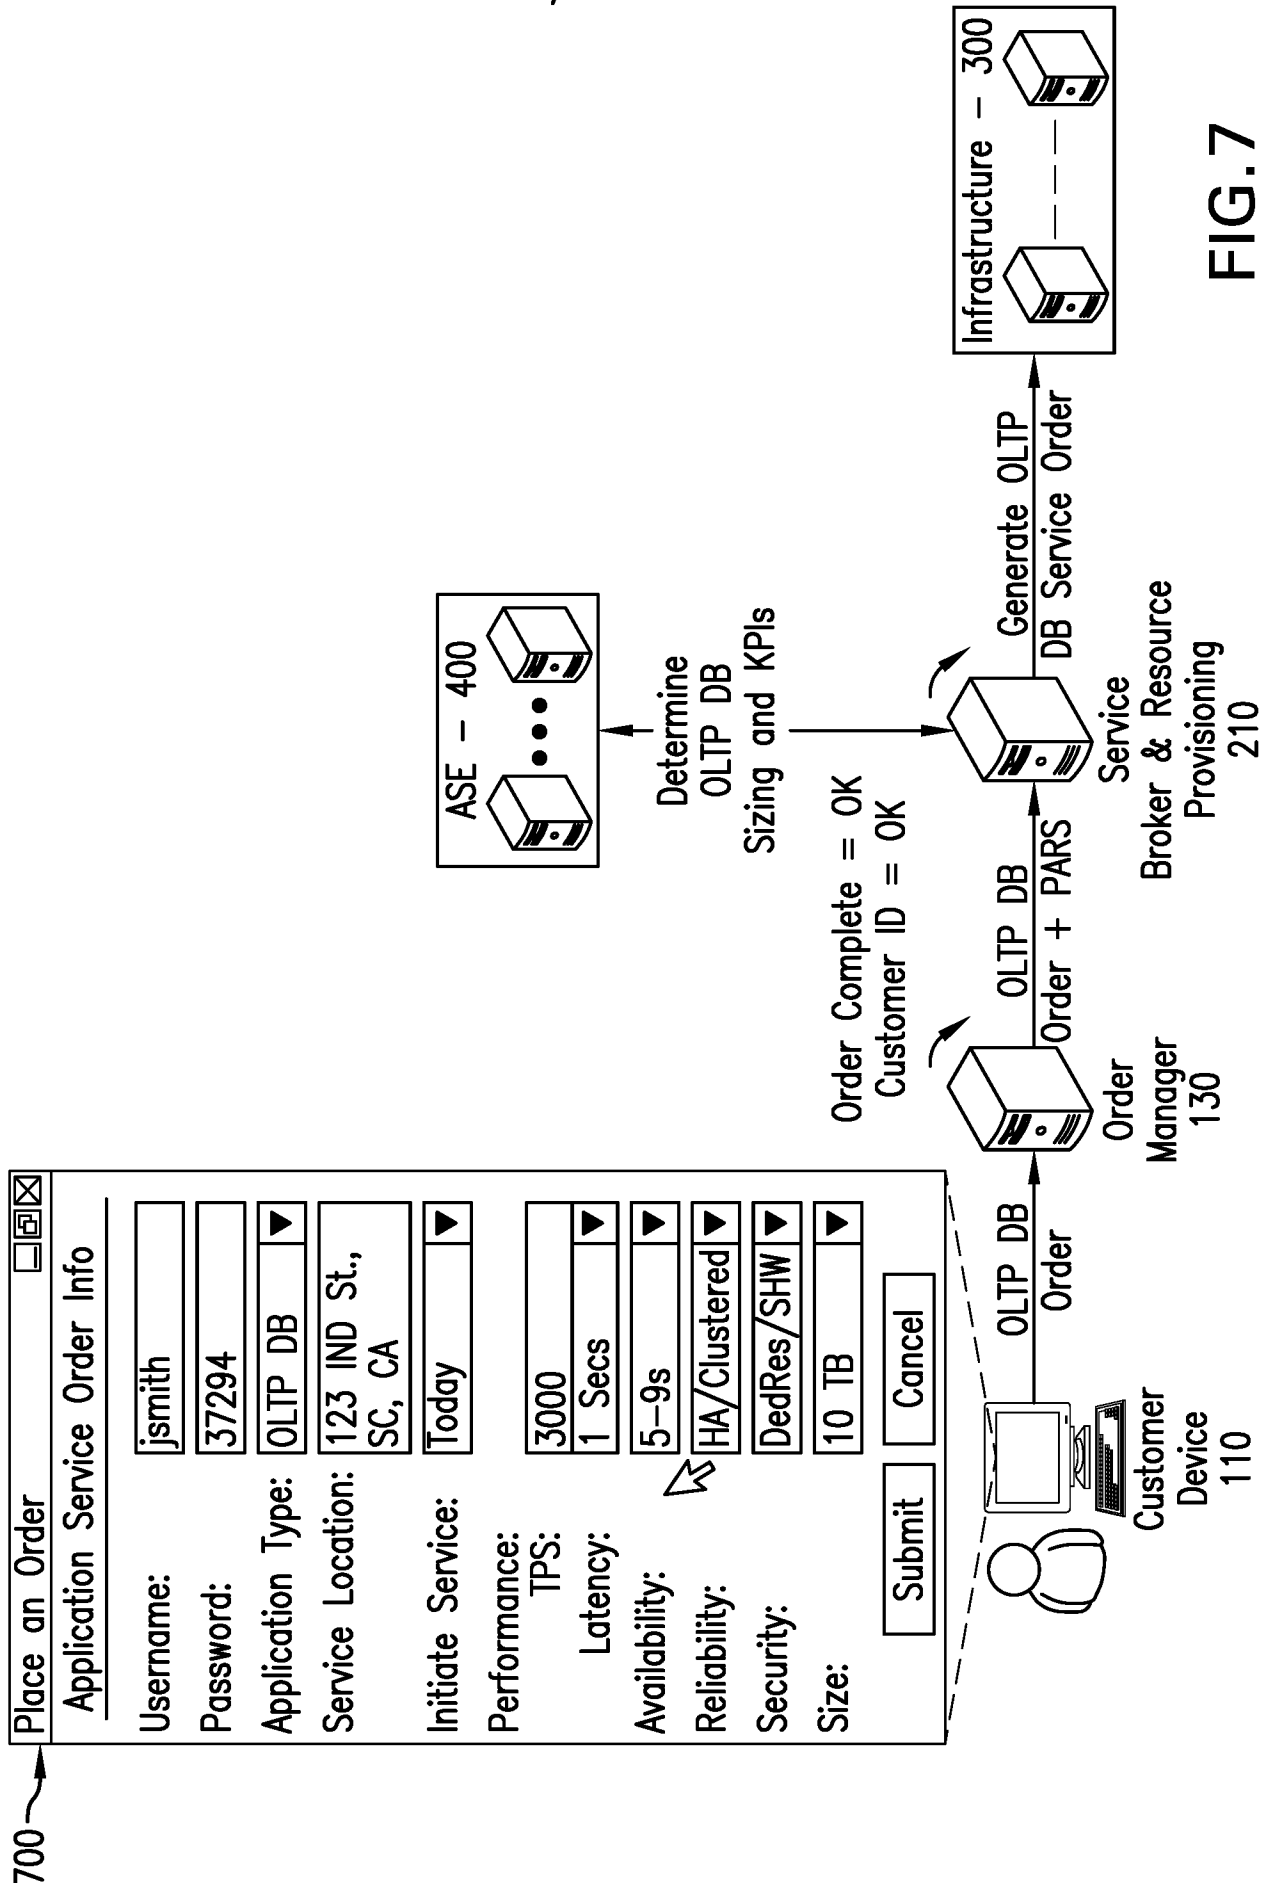 700
Place an Order
Application Service Order Info
Username: jsmith
Password: 37294
Application Type: OLTP DB
Service Location: 123 IND St.,
SC, CA
Initiate Service: Today
Performance:
TPS: 3000
Latency: 1 Secs
Availability: 5-9s
Reliability: HA/Clustered
Security: DedRes/SHW
Size: 10 TB
Submit Cancel
Customer
Device
110
OLTP DB
Order
Order
Manager
130
Order Complete = OK
Customer ID = OK
OLTP DB
Order + PARS
ASE - 400
Determine
OLTP DB
Sizing and KPIs
Service
Broker & Resource
Provisioning
210
Generate OLTP
DB Service Order
Infrastructure - 300
FIG. 7